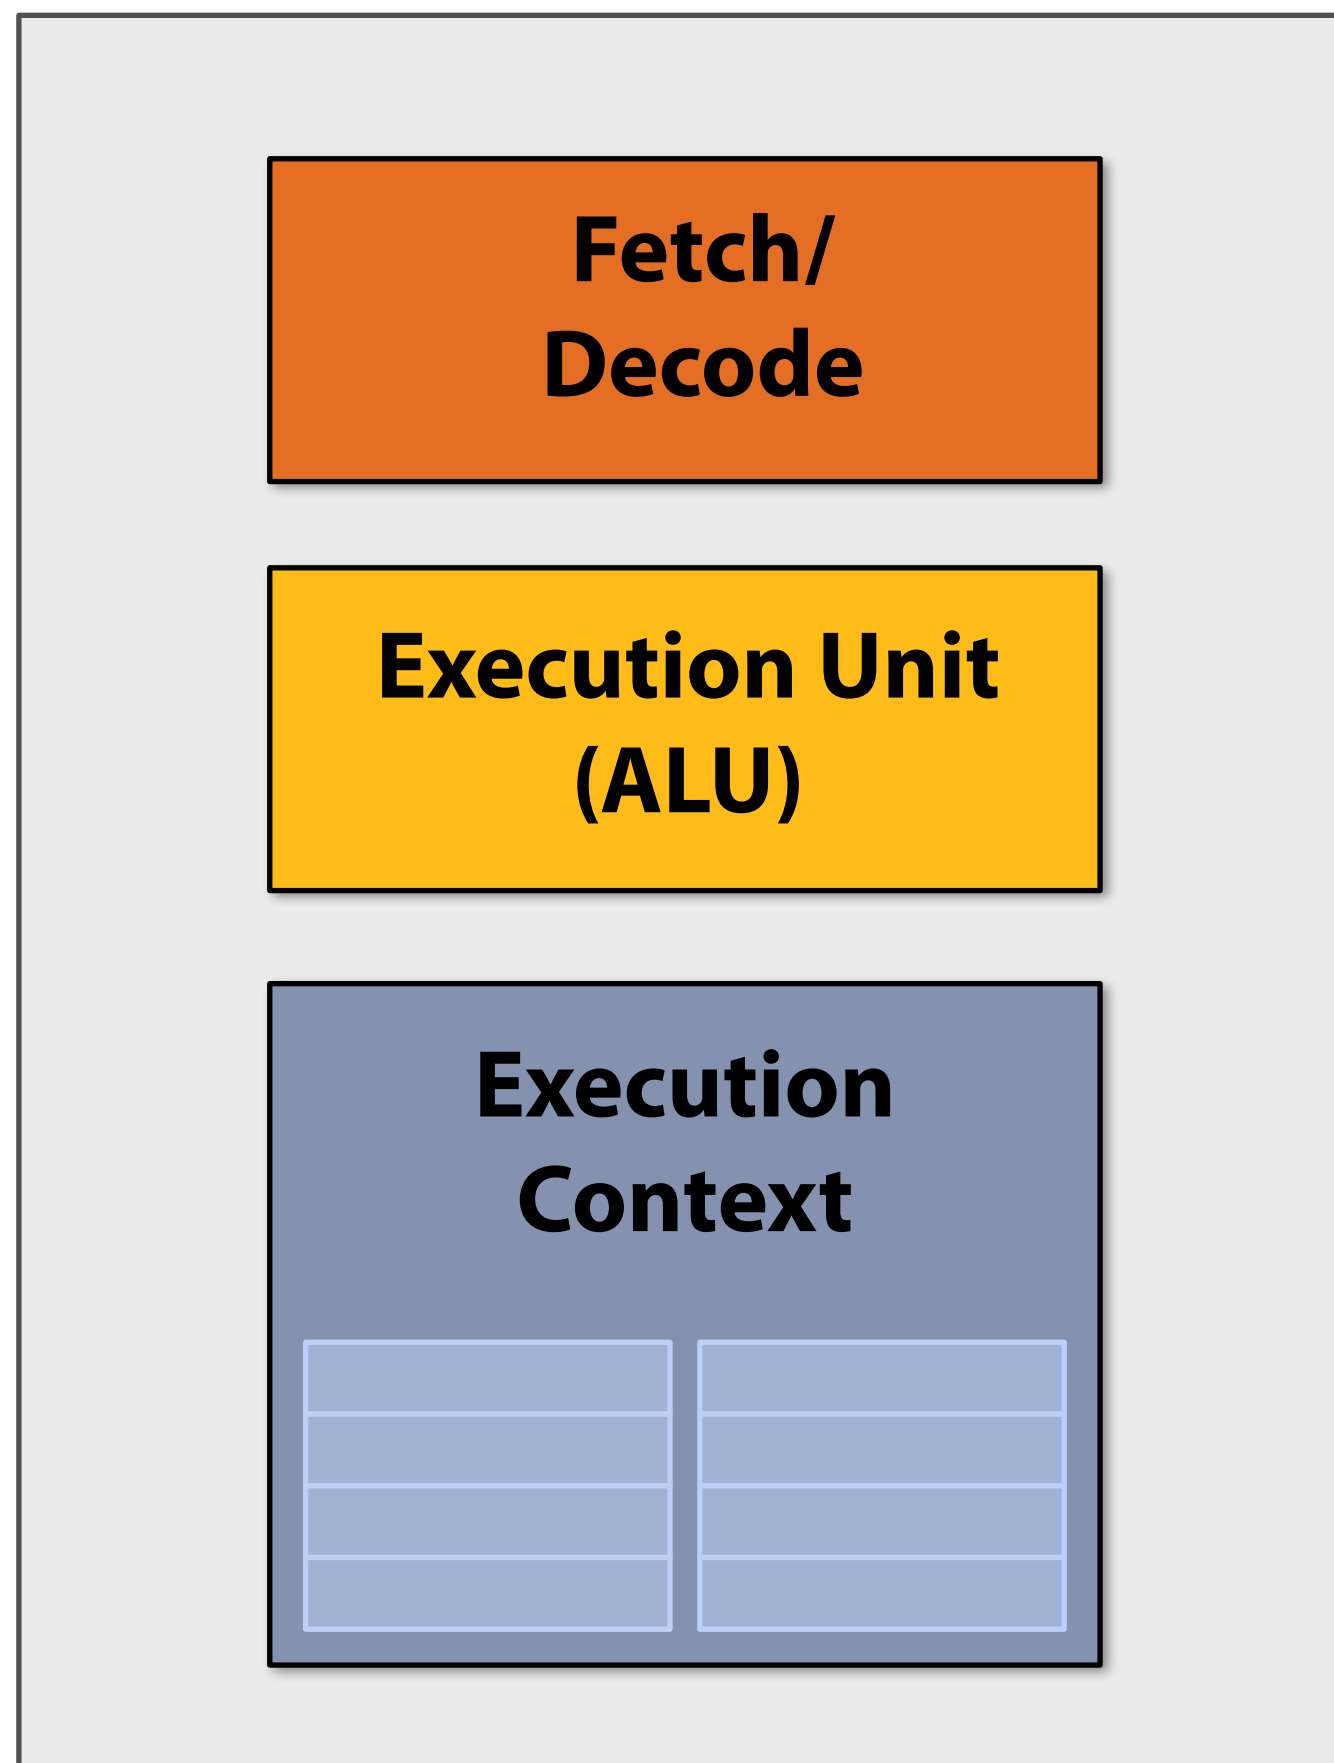 Fetch/
Decode
Execution Unit
(ALU)
Execution
Context